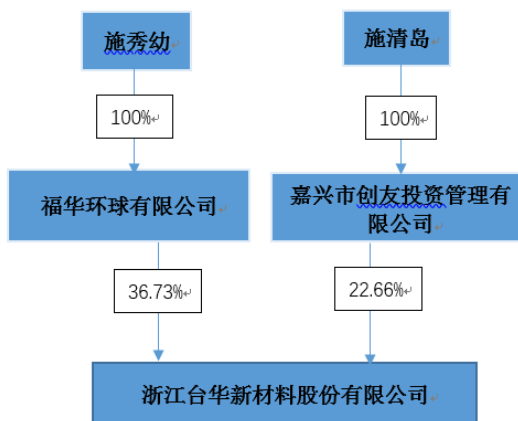 施秀幼
施清岛
100%
100%
福华环球有限公司
嘉兴市创友投资管理有
限公司
36.73%
22.66%
浙江台华新材料股份有限公司